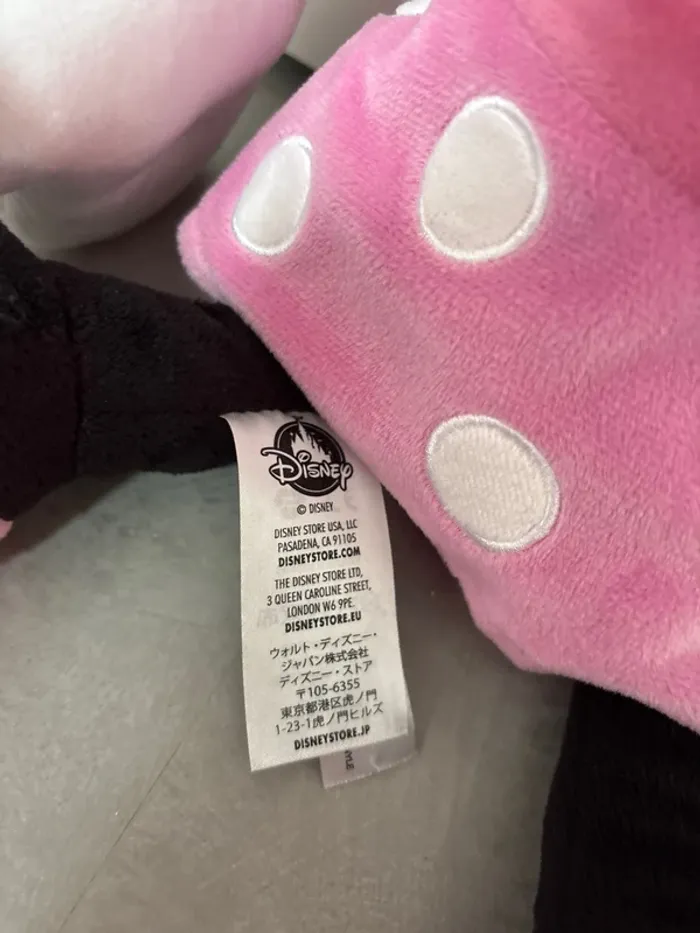 DISNEY
© DISNEY
DISNEY STORE USA, LLC
PASADENA, CA 91105
DISNEYSTORE.COM
THE DISNEY STORE LTD,
3 QUEEN CAROLINE STREET,
LONDON W6 9PE.
DISNEYSTORE.EU
ウォルト・ディズニー・
ジャパン株式会社
ディズニー・ストア
〒105-6355
東京都港区虎ノ門
1-23-1虎ノ門ヒルズ
DISNEYSTORE.JP